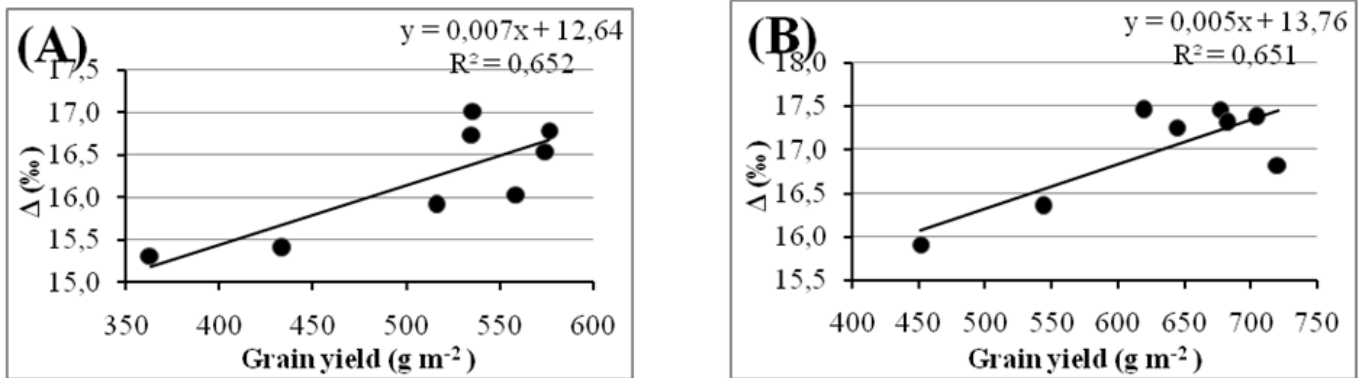 (A)
y = 0,007x + 12,64
R² = 0,652
17,5
17,0
16,5
16,0
15,5
15,0
Δ (‰)
350 400 450 500 550 600
Grain yield (g m⁻² )
(B)
y = 0,005x + 13,76
R² = 0,651
18,0
17,5
17,0
16,5
16,0
15,5
Δ (‰)
400 450 500 550 600 650 700 750
Grain yield (g m⁻² )